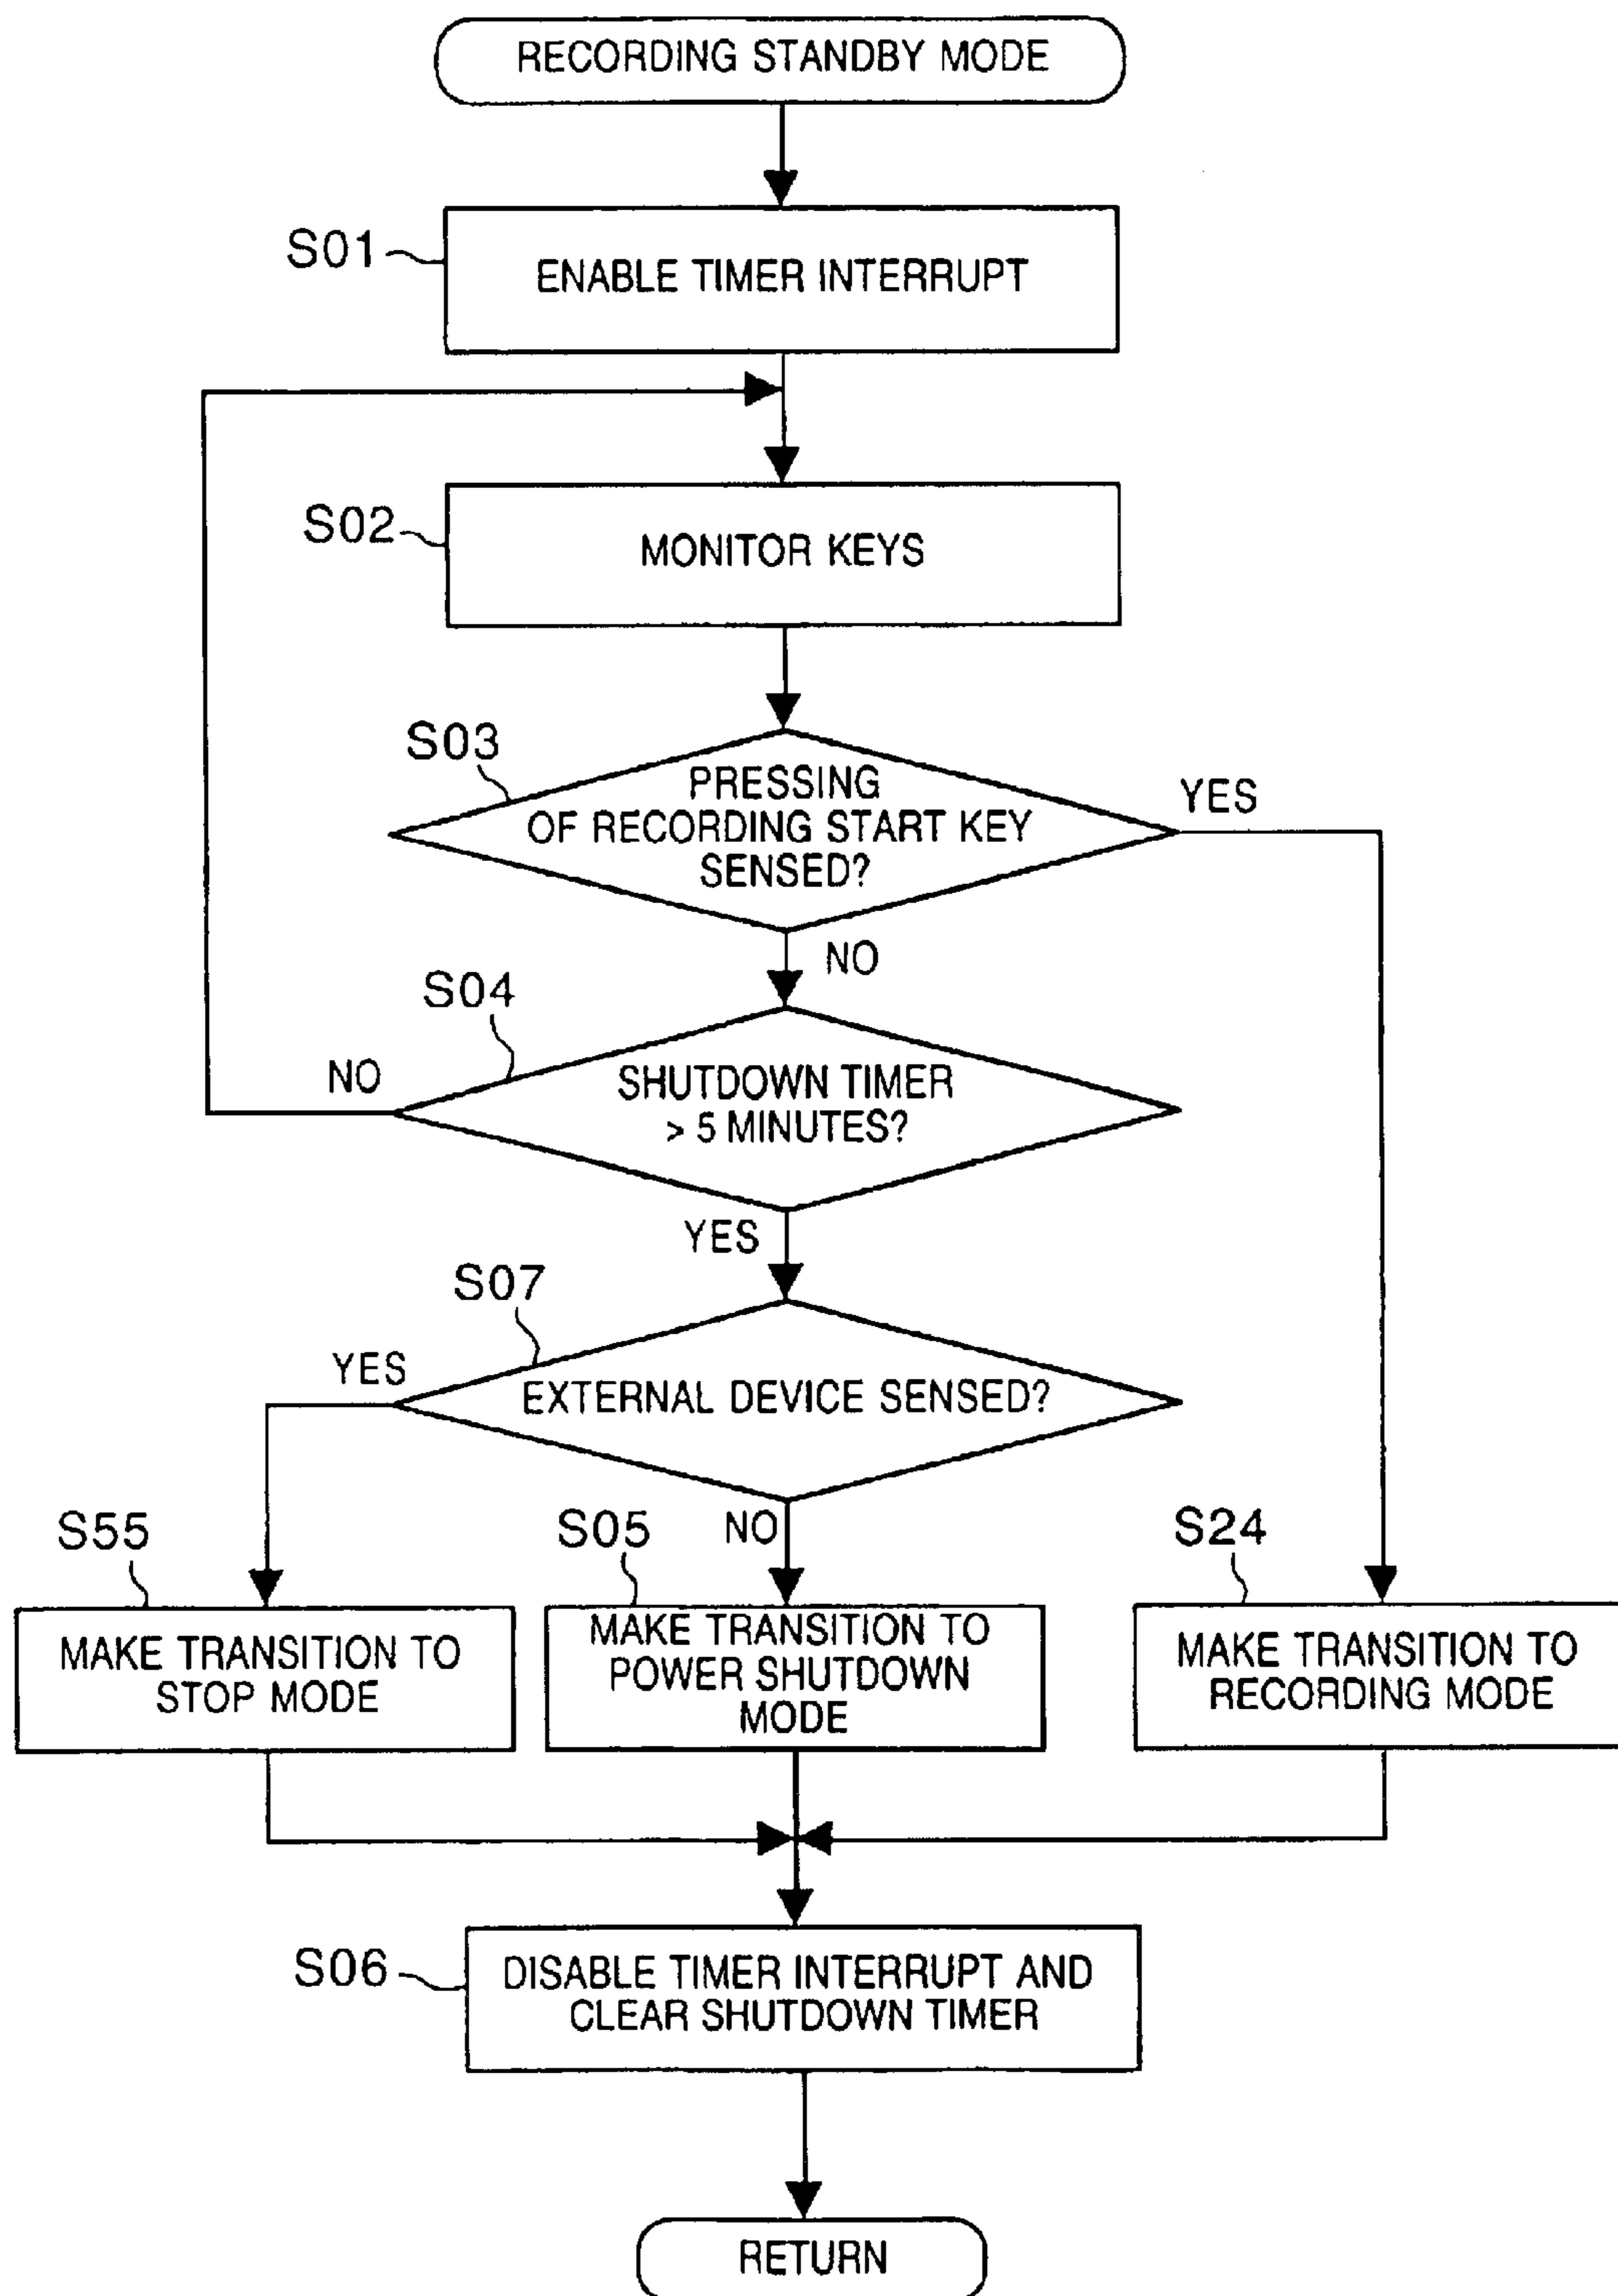 RECORDING STANDBY MODE
S01
ENABLE TIMER INTERRUPT
S02
MONITOR KEYS
S03
PRESSING
OF RECORDING START KEY
SENSED?
YES
NO
S04
SHUTDOWN TIMER
> 5 MINUTES?
NO
YES
S07
EXTERNAL DEVICE SENSED?
YES
NO
S55
MAKE TRANSITION TO
STOP MODE
S05
MAKE TRANSITION TO
POWER SHUTDOWN
MODE
S24
MAKE TRANSITION TO
RECORDING MODE
S06
DISABLE TIMER INTERRUPT AND
CLEAR SHUTDOWN TIMER
RETURN